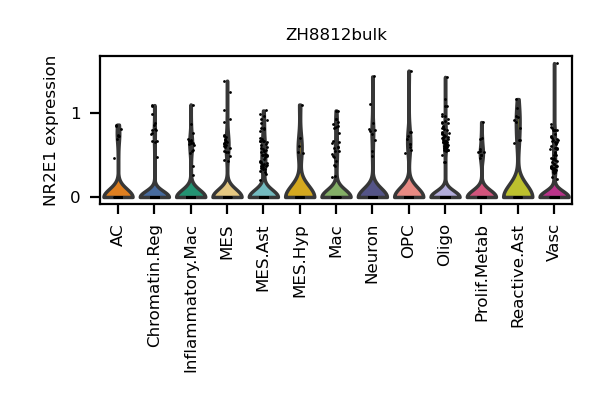 ZH8812bulk
NR2E1 expression
1
0
AC
Chromatin.Reg
Inflammatory.Mac
MES
MES.Ast
MES.Hyp
Mac
Neuron
OPC
Oligo
Prolif.Metab
Reactive.Ast
Vasc